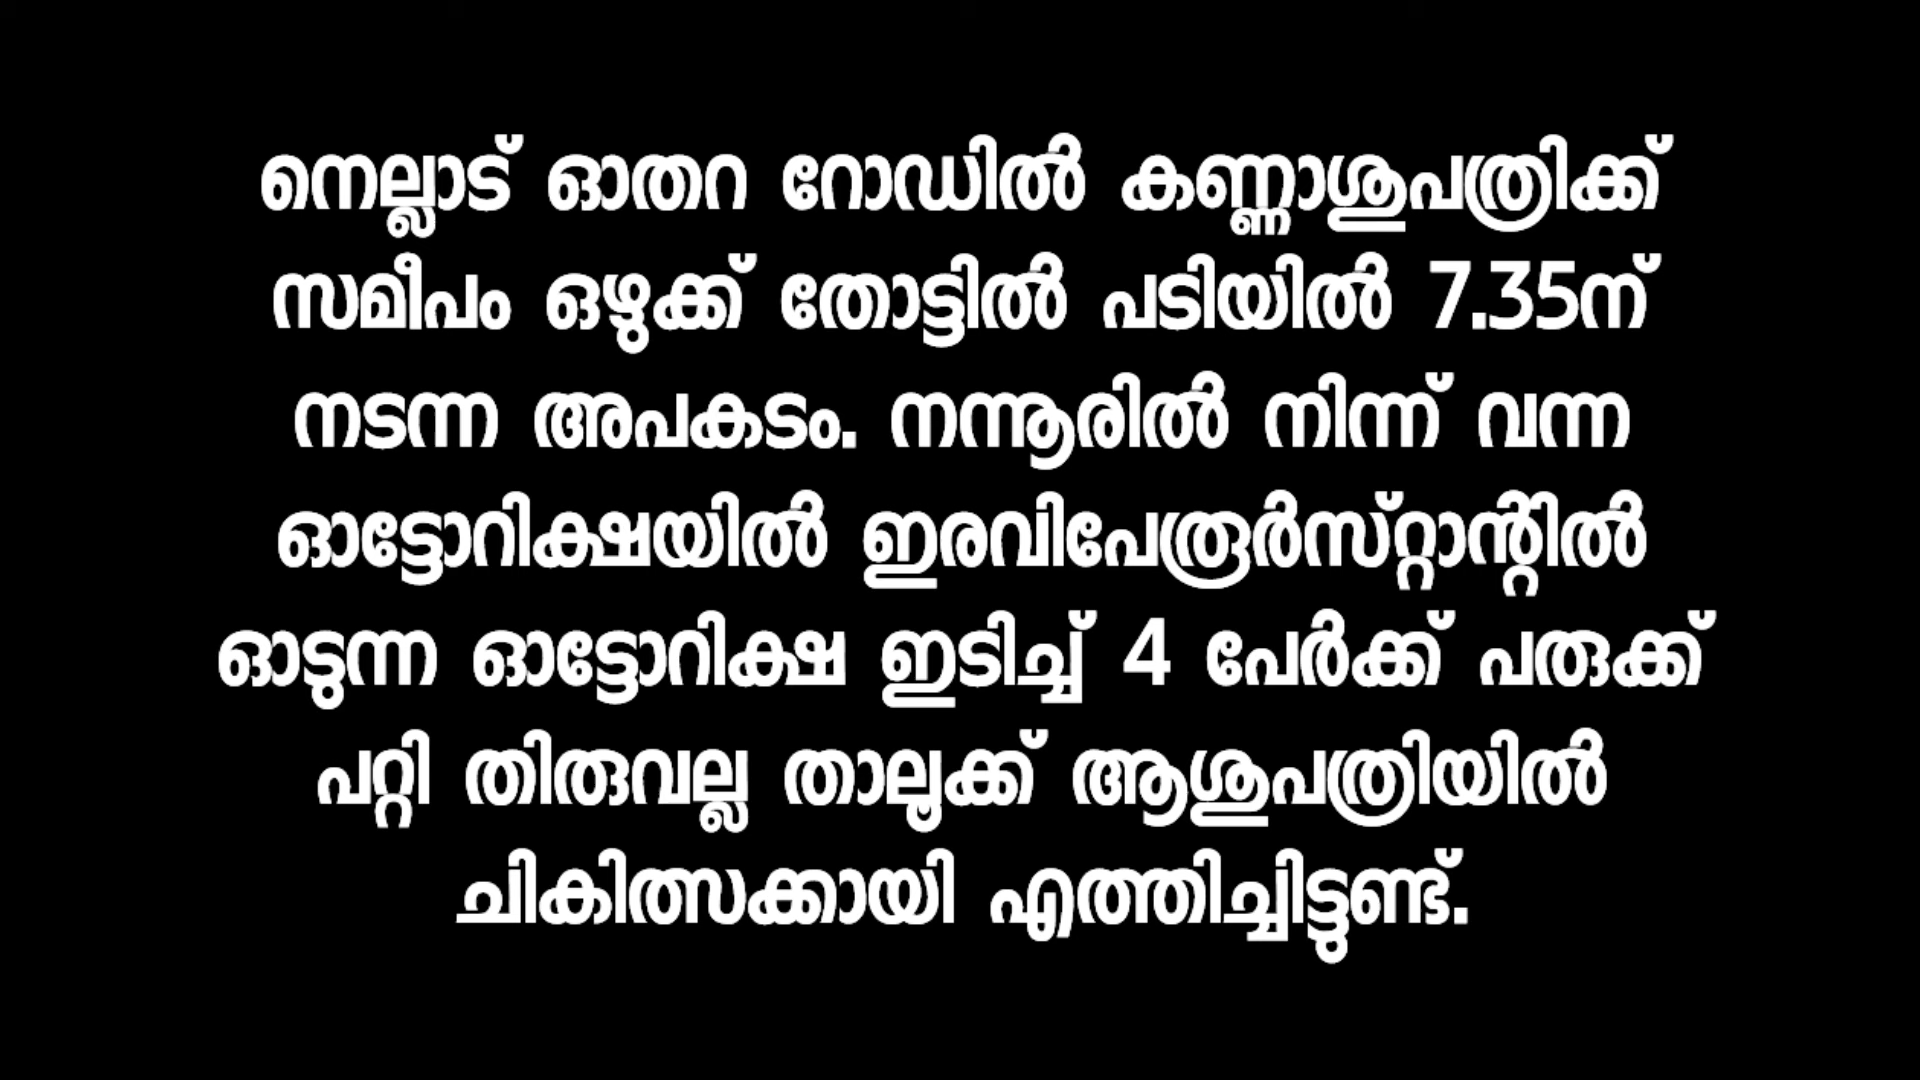 നെല്ലാട് ഓതറ റോഡിൽ കണ്ണാശുപത്രിക്ക്
സമീപം ഒഴുക്ക് തോട്ടിൽ പടിയിൽ 7.35ന്
നടന്ന അപകടം. നന്നൂരിൽ നിന്ന് വന്ന
ഓട്ടോറിക്ഷയിൽ ഇരവിപേരൂർസ്റ്റാന്റിൽ
ഓടുന്ന ഓട്ടോറിക്ഷ ഇടിച്ച് 4 പേർക്ക് പരുക്ക്
പറ്റി തിരുവല്ല താലൂക്ക് ആശുപത്രിയിൽ
ചികിത്സക്കായി എത്തിച്ചിട്ടുണ്ട്.